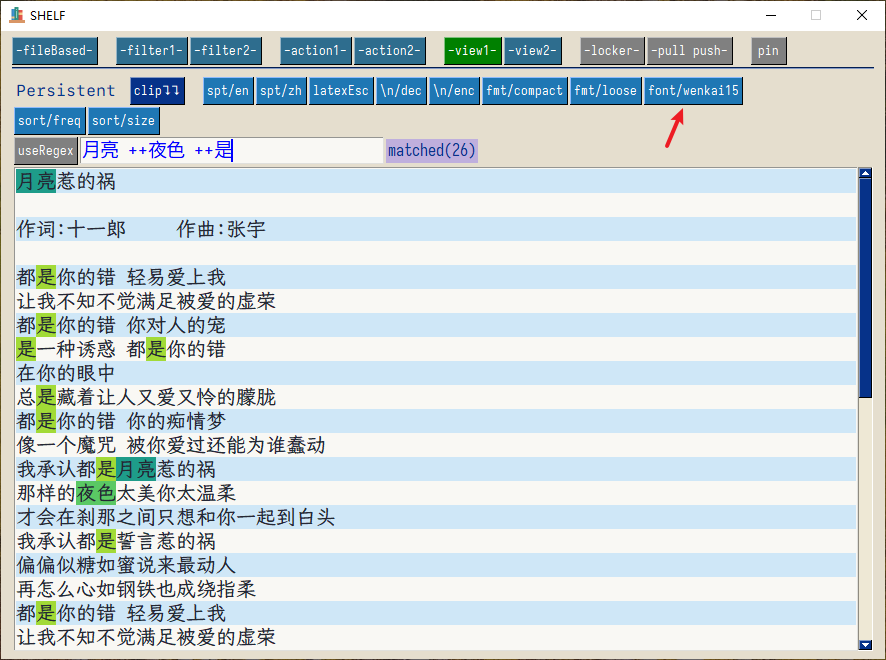 SHELF
-fileBased- -filter1- -filter2- -action1- -action2- -view1- -view2- -locker- -pull push- pin
Persistent clip⮯⮯ spt/en spt/zh latexEsc \n/dec \n/enc fmt/compact fmt/loose font/wenkai15
sort/freq sort/size
useRegex 月亮 ++夜色 ++是 matched(26)
月亮惹的祸
作词:十一郎 作曲:张宇
都是你的错 轻易爱上我
让我不知不觉满足被爱的虚荣
都是你的错 你对人的宠
是一种诱惑 都是你的错
在你的眼中
总是藏着让人又爱又怜的朦胧
都是你的错 你的痴情梦
像一个魔咒 被你爱过还能为谁蠢动
我承认都是月亮惹的祸
那样的夜色太美你太温柔
才会在刹那之间只想和你一起到白头
我承认都是誓言惹的祸
偏偏似糖如蜜说来最动人
再怎么心如钢铁也成绕指柔
都是你的错 轻易爱上我
让我不知不觉满足被爱的虚荣